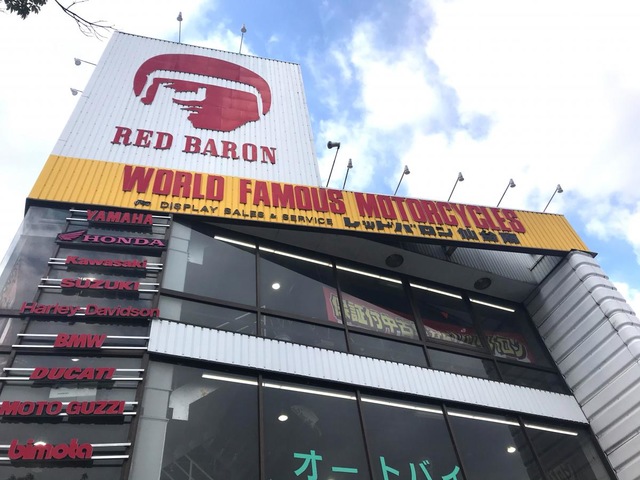 RED BARON
WORLD FAMOUS MOTORCYCLES
DISPLAY SALES & SERVICE レッドバロン
YAMAHA
HONDA
Kawasaki
SUZUKI
Harley-Davidson
BMW
DUCATI
MOTO GUZZI
bimota
オートバイ